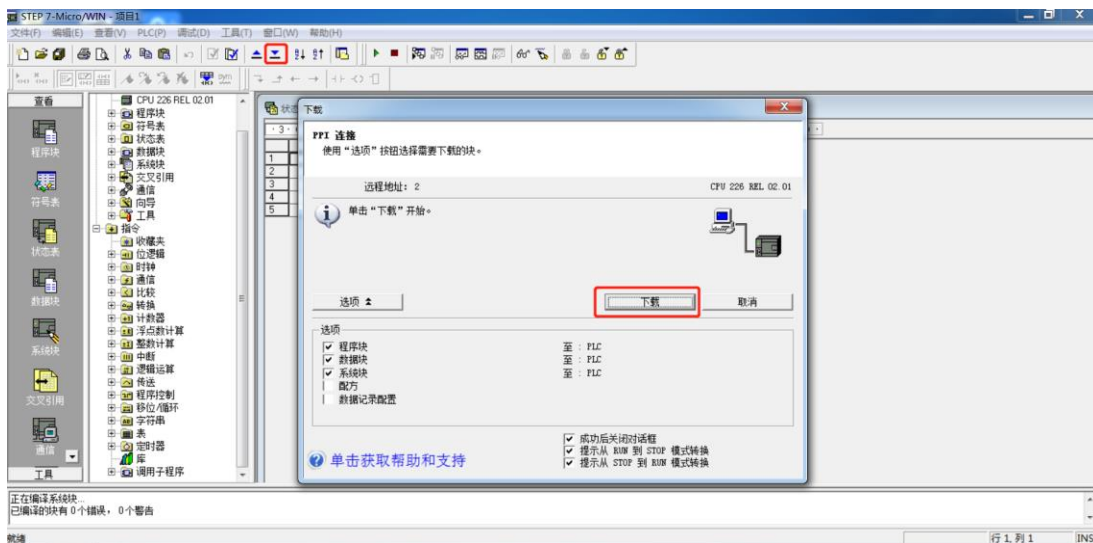 STEP 7-Micro/WIN - 项目1
文件(F) 编辑(E) 查看(V) PLC(P) 调试(D) 工具(T) 窗口(W) 帮助(H)
查看
程序块
符号表
状态表
数据块
系统块
交叉引用
通信
工具
CPU 226 REL 02.01
程序块
符号表
状态表
数据块
系统块
交叉引用
通信
向导
工具
指令
收藏夹
位逻辑
时钟
通信
比较
转换
计数器
浮点数计算
整数计算
中断
逻辑运算
传送
程序控制
移位/循环
字符串
表
定时器
库
调用子程序
状态
3
1
2
3
4
5
下载
PPI 连接
使用“选项”按钮选择需要下载的块。
远程地址: 2 CPU 226 REL 02.01
单击“下载”开始。
选项 下载 取消
选项
程序块 至 : PLC
数据块 至 : PLC
系统块 至 : PLC
配方
数据记录配置
成功后关闭对话框
提示从 RUN 到 STOP 模式转换
提示从 STOP 到 RUN 模式转换
单击获取帮助和支持
正在编译系统块...
已编译的块有 0个错误, 0个警告
就绪 行 1, 列 1 INS